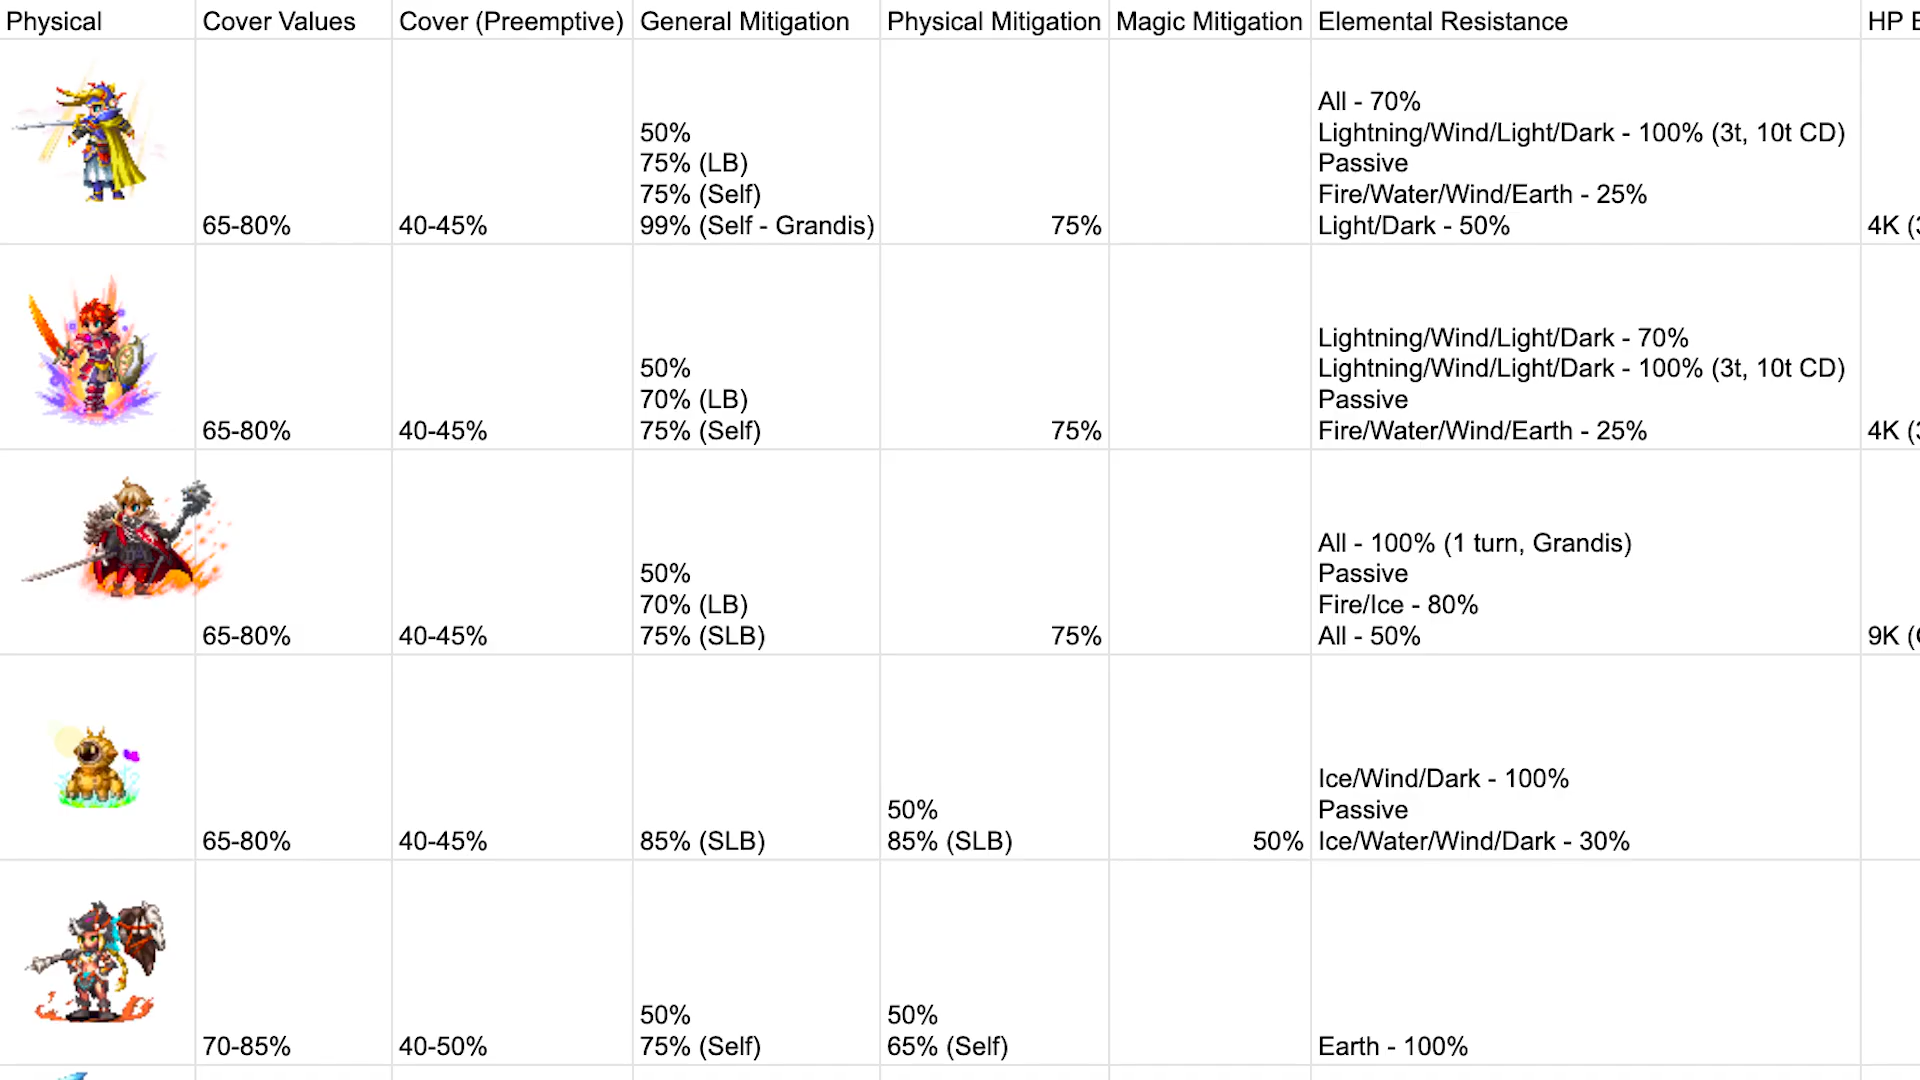 Physical
Cover Values
Cover (Preemptive)
General Mitigation
Physical Mitigation
Magic Mitigation
Elemental Resistance
HP
65-80%
40-45%
50%
75% (LB)
75% (Self)
99% (Self - Grandis)
75%
All - 70%
Lightning/Wind/Light/Dark - 100% (3t, 10t CD)
Passive
Fire/Water/Wind/Earth - 25%
Light/Dark - 50%
4K (
65-80%
40-45%
50%
70% (LB)
75% (Self)
75%
Lightning/Wind/Light/Dark - 70%
Lightning/Wind/Light/Dark - 100% (3t, 10t CD)
Passive
Fire/Water/Wind/Earth - 25%
4K (
65-80%
40-45%
50%
70% (LB)
75% (SLB)
75%
All - 100% (1 turn, Grandis)
Passive
Fire/Ice - 80%
All - 50%
9K (
65-80%
40-45%
85% (SLB)
50%
85% (SLB)
50%
Ice/Wind/Dark - 100%
Passive
Ice/Water/Wind/Dark - 30%
70-85%
40-50%
50%
75% (Self)
50%
65% (Self)
Earth - 100%